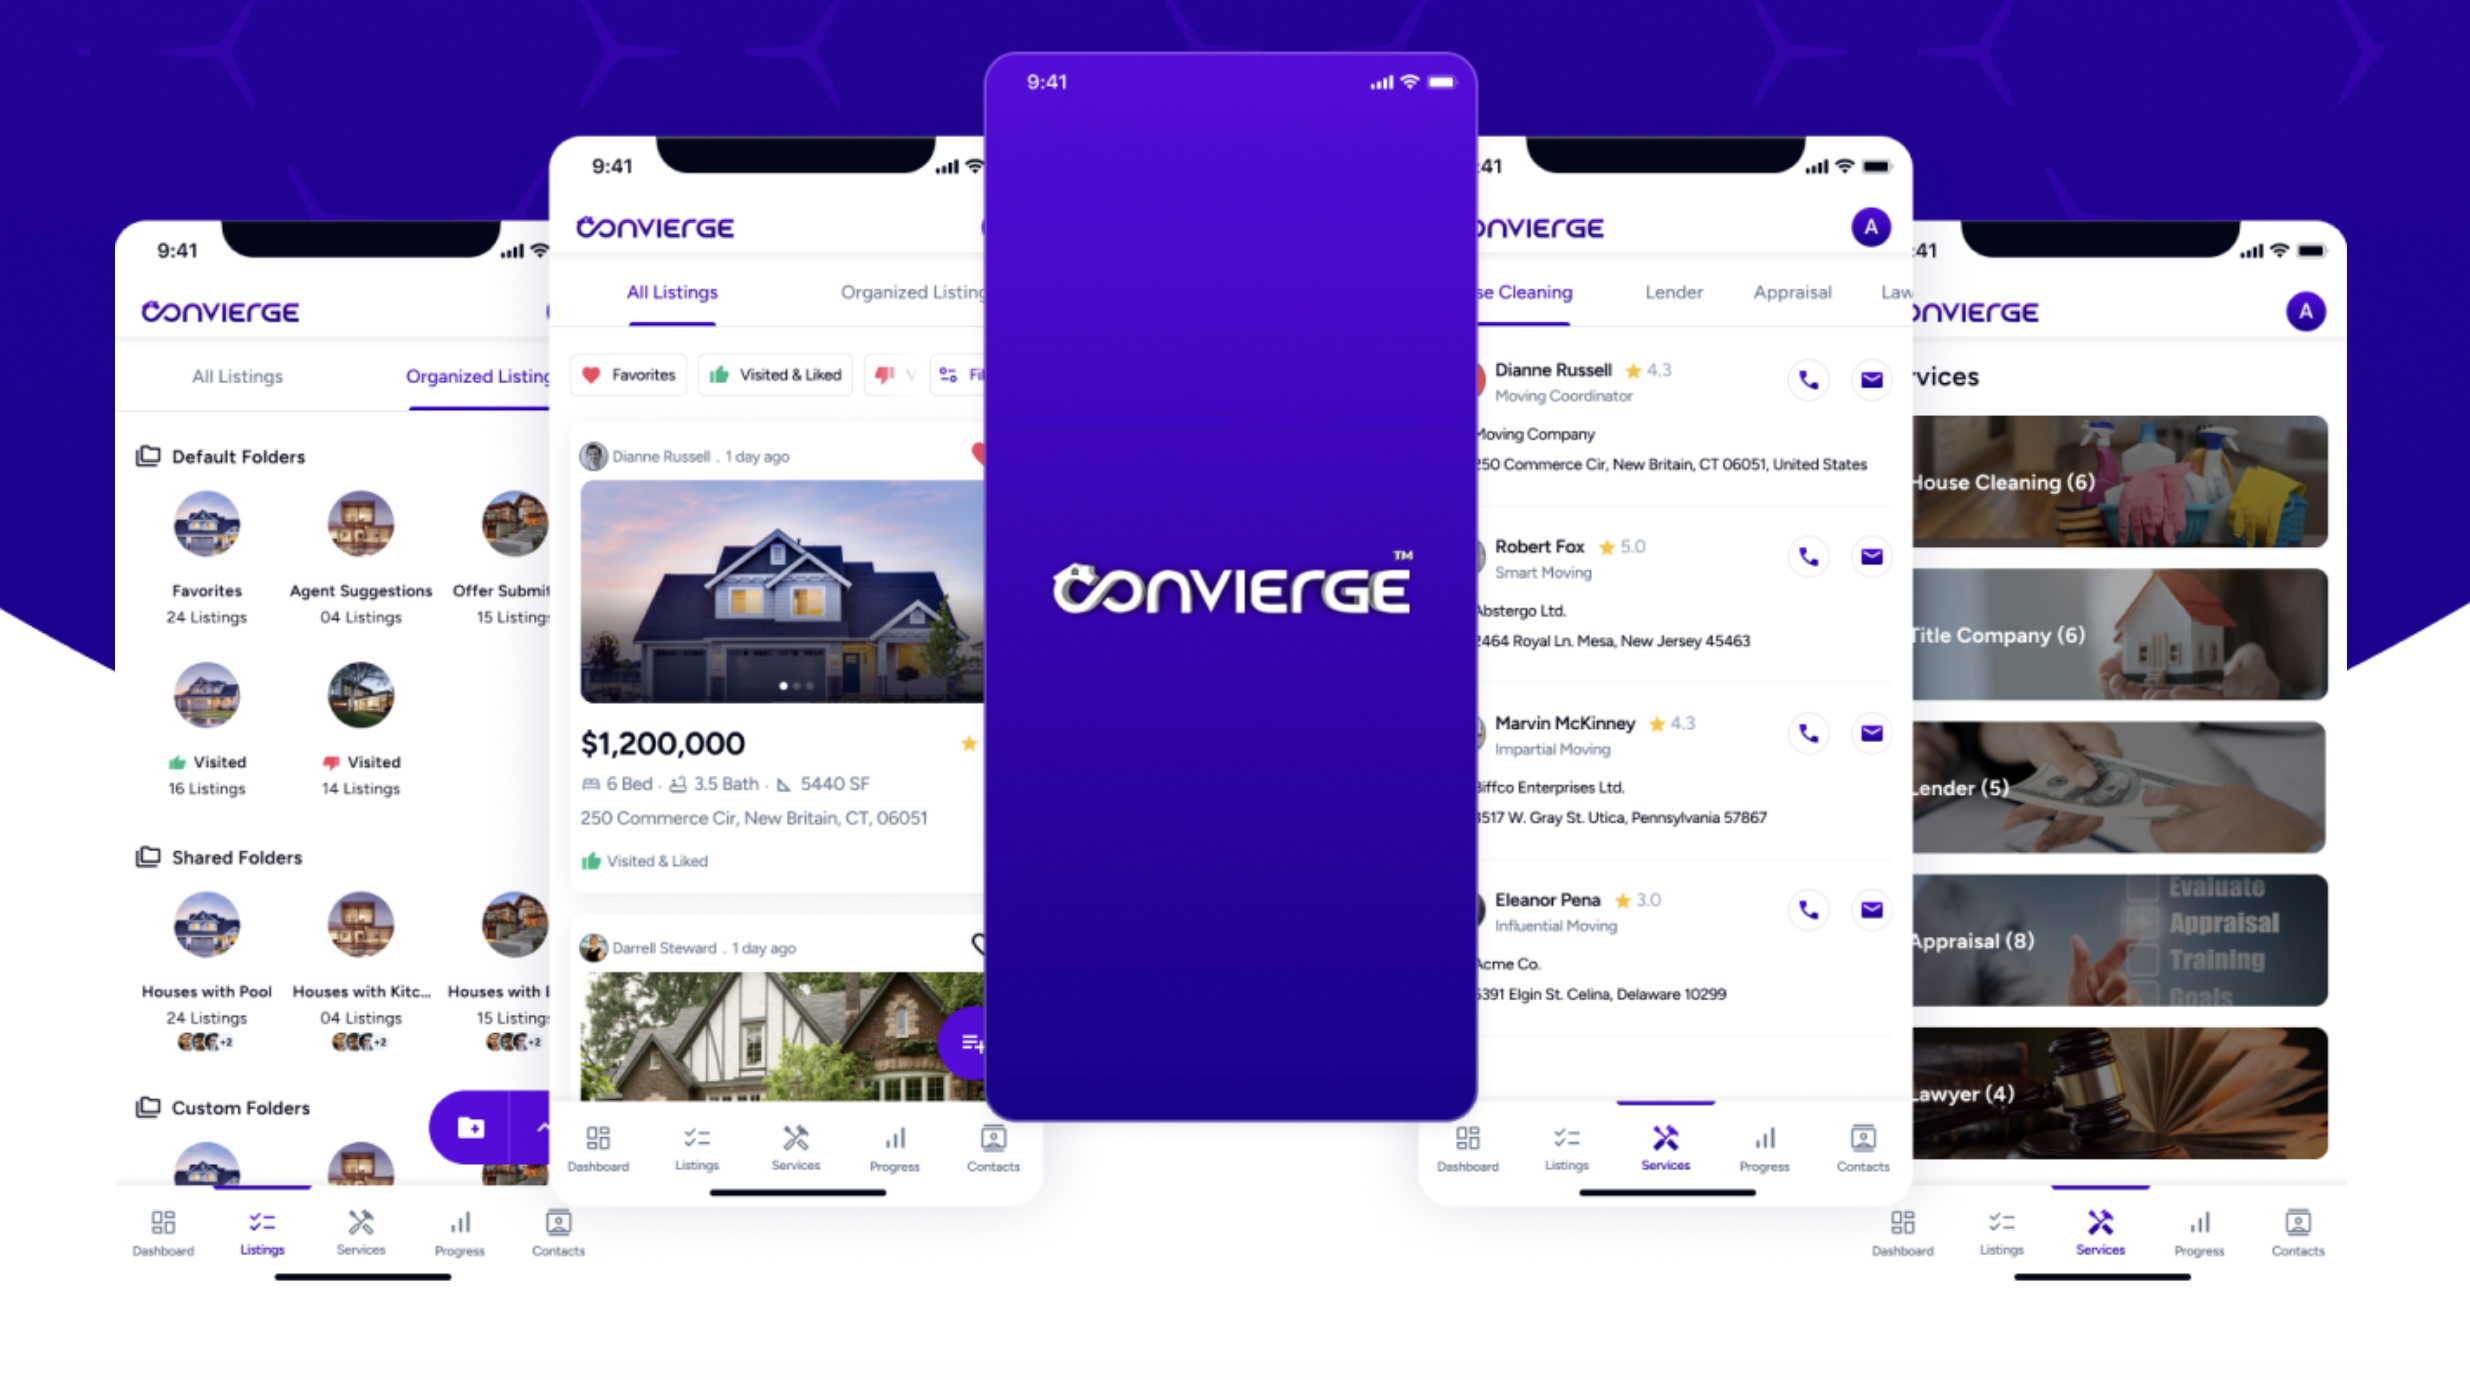 9:41
CONVIERGE
All Listings
Organized Listing
Default Folders
Favorites
24 Listings
Agent Suggestions
04 Listings
Offer Submit
15 Listing
Visited
16 Listings
Visited
14 Listings
Shared Folders
Houses with Pool
24 Listings
+2
Houses with Kitc...
04 Listings
+2
Houses with
15 Listing
+2
Custom Folders
Dashboard
Listings
Services
Progress
Contacts
9:41
CONVIERGE
All Listings
Organized Listing
Favorites
Visited & Liked
V
Fil
Dianne Russell . 1 day ago
$1,200,000
6 Bed . 3.5 Bath . 5440 SF
250 Commerce Cir, New Britain, CT, 06051
Visited & Liked
Darrell Steward . 1 day ago
Dashboard
Listings
Services
Progress
Contacts
9:41
CONVIERGE™
:41
ONVIERGE
A
se Cleaning
Lender
Appraisal
Law
Dianne Russell 4.3
Moving Coordinator
Moving Company
250 Commerce Cir, New Britain, CT 06051, United States
Robert Fox 5.0
Smart Moving
Abstergo Ltd.
2464 Royal Ln. Mesa, New Jersey 45463
Marvin McKinney 4.3
Impartial Moving
Biffco Enterprises Ltd.
3517 W. Gray St. Utica, Pennsylvania 57867
Eleanor Pena 3.0
Influential Moving
Acme Co.
6391 Elgin St. Celina, Delaware 10299
Dashboard
Listings
Services
Progress
Contacts
:41
ONVIERGE
A
rvices
House Cleaning (6)
Title Company (6)
Lender (5)
Appraisal (8)
Evaluate
Appraisal
Training
Goals
Lawyer (4)
Dashboard
Listings
Services
Progress
Contacts